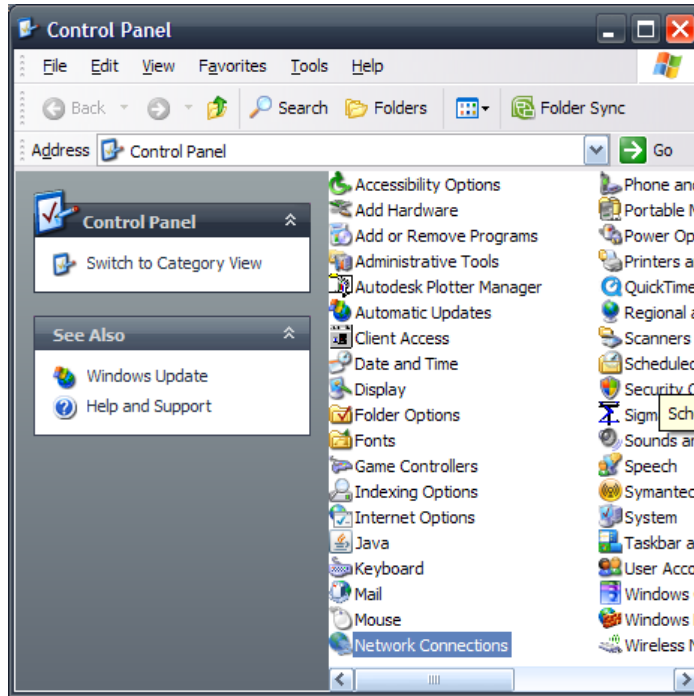 Control Panel
File Edit View Favorites Tools Help
Back Search Folders Folder Sync
Address Control Panel Go
Control Panel
Switch to Category View
See Also
Windows Update
Help and Support
Accessibility Options
Add Hardware
Add or Remove Programs
Administrative Tools
Autodesk Plotter Manager
Automatic Updates
Client Access
Date and Time
Display
Folder Options
Fonts
Game Controllers
Indexing Options
Internet Options
Java
Keyboard
Mail
Mouse
Network Connections
Phone and
Portable
Power Op
Printers a
QuickTime
Regional a
Scanners
Scheduled
Security
Sigm Sch
Sounds an
Speech
Symantec
System
Taskbar a
User Acco
Windows
Windows
Wireless